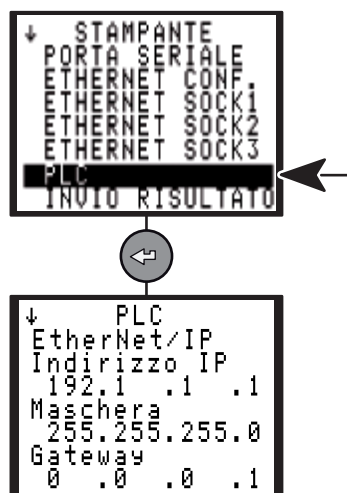 ↓ STAMPANTE
PORTA SERIALE
ETHERNET CONF.
ETHERNET SOCK1
ETHERNET SOCK2
ETHERNET SOCK3
PLC
INVIO RISULTATO
↓ PLC
EtherNet/IP
Indirizzo IP
192.1 .1 .1
Maschera
255.255.255.0
Gateway
0 .0 .0 .1